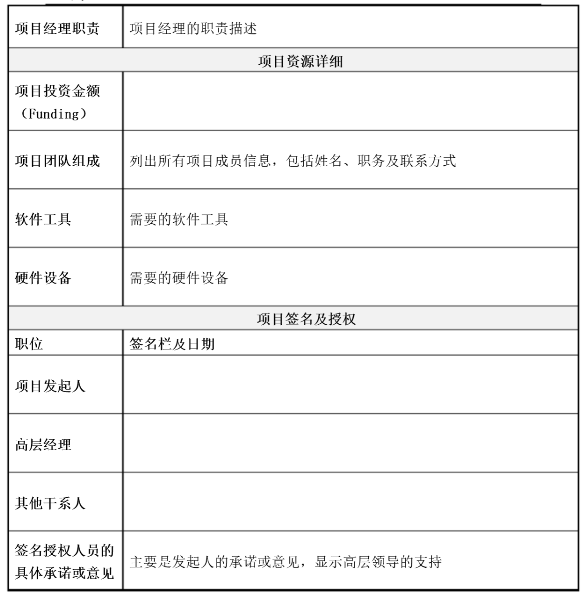 项目经理职责 项目经理的职责描述
项目资源详细
项目投资金额
（Funding）
项目团队组成 列出所有项目成员信息，包括姓名、职务及联系方式
软件工具 需要的软件工具
硬件设备 需要的硬件设备
项目签名及授权
职位 签名栏及日期
项目发起人
高层经理
其他干系人
签名授权人员的
具体承诺或意见 主要是发起人的承诺或意见，显示高层领导的支持